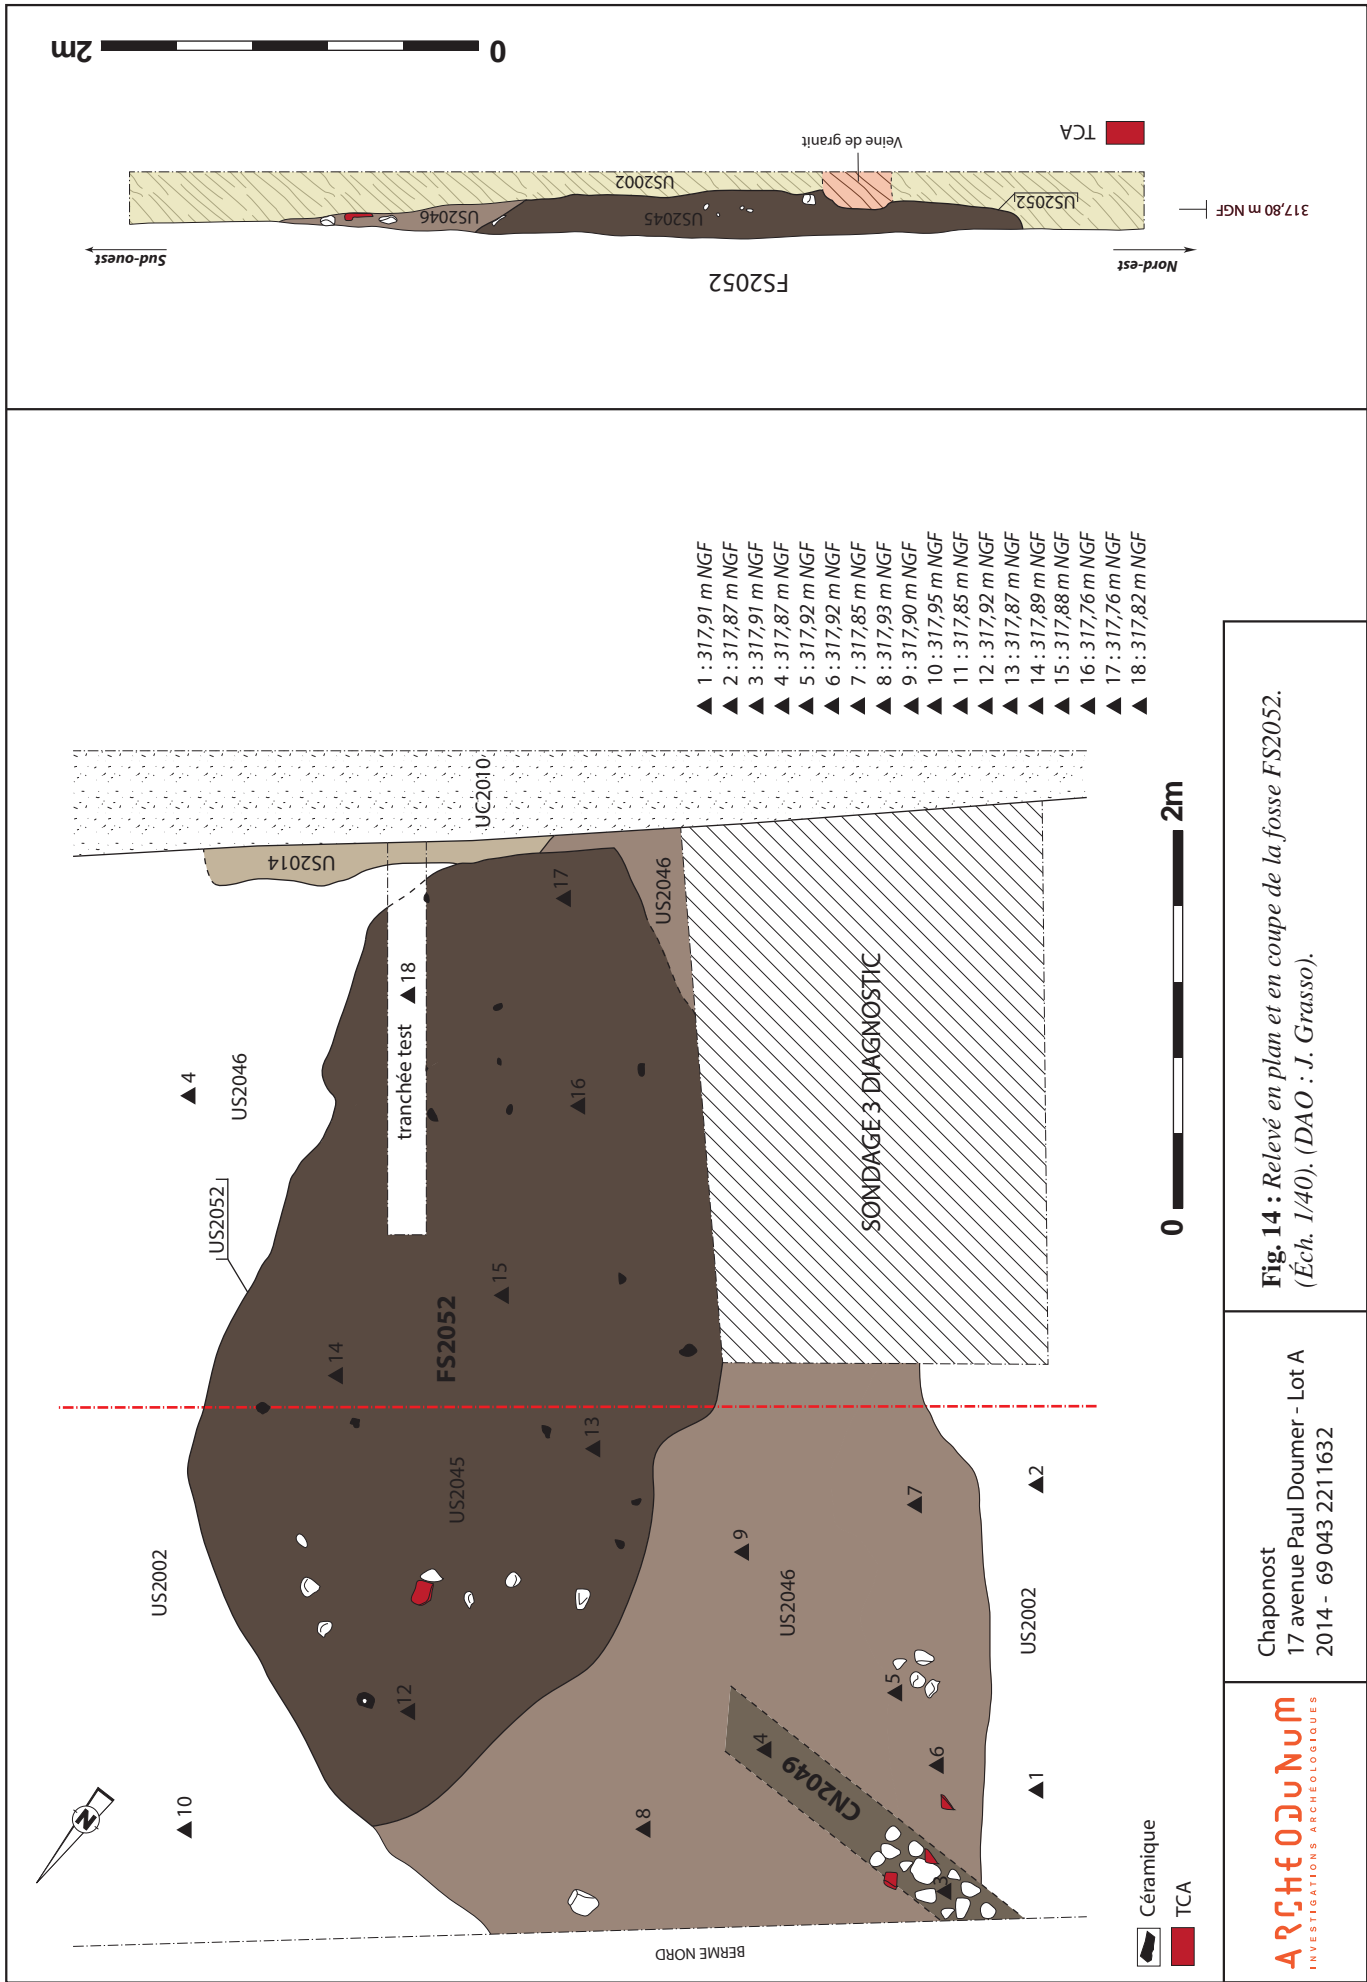 0
2m
FS2052
Sud-ouest
Nord-est
US2046
US2045
US2002
US2052
Veine de granit
317,80 m NGF
TCA
UC2010
US2014
US2046
17
tranchée test
18
4
US2046
16
SONDAGE 3 DIAGNOSTIC
US2052
15
14
FS2052
13
US2045
US2002
12
10
N
9
7
2
US2046
US2002
5
4
CN2049
6
8
3
1
BERME NORD
1 : 317,91 m NGF
2 : 317,87 m NGF
3 : 317,91 m NGF
4 : 317,87 m NGF
5 : 317,92 m NGF
6 : 317,92 m NGF
7 : 317,85 m NGF
8 : 317,93 m NGF
9 : 317,90 m NGF
10 : 317,95 m NGF
11 : 317,85 m NGF
12 : 317,92 m NGF
13 : 317,87 m NGF
14 : 317,89 m NGF
15 : 317,88 m NGF
16 : 317,76 m NGF
17 : 317,76 m NGF
18 : 317,82 m NGF
0
2m
Céramique
TCA
ARCHEODUNUM
INVESTIGATIONS ARCHÉOLOGIQUES
Chaponost
17 avenue Paul Doumer - Lot A
2014 - 69 043 2211632
Fig. 14 : Relevé en plan et en coupe de la fosse FS2052.
(Éch. 1/40). (DAO : J. Grasso).